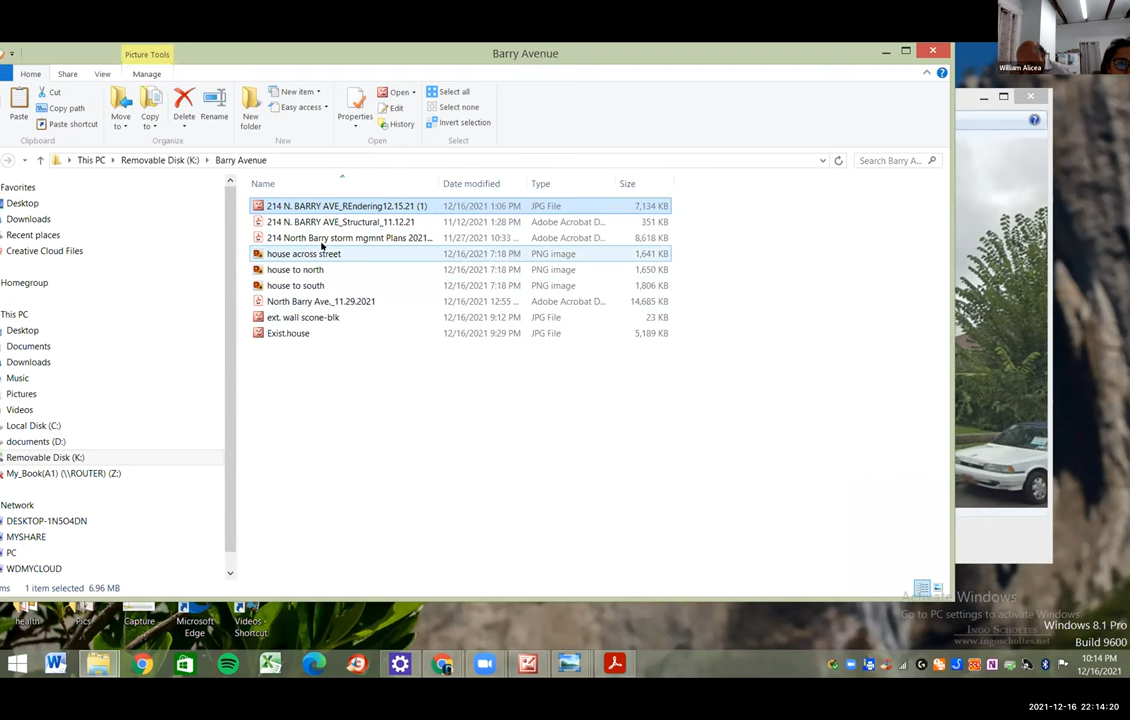 William Alicea
Picture Tools
Barry Avenue
Home Share View Manage
Paste
Cut
Copy path
Paste shortcut
Clipboard
Move to
Copy to
Delete
Rename
Organize
New folder
New item
Easy access
New
Properties
Open
Edit
History
Open
Select all
Select none
Invert selection
Select
This PC Removable Disk (K:) Barry Avenue
Search Barry A...
Favorites
Desktop
Downloads
Recent places
Creative Cloud Files
Homegroup
This PC
Desktop
Documents
Downloads
Music
Pictures
Videos
Local Disk (C:)
documents (D:)
Removable Disk (K:)
My_Book(A1) (\\ROUTER) (Z:)
Network
DESKTOP-1N5O4DN
MYSHARE
PC
WDMYCLOUD
Name Date modified Type Size
214 N. BARRY AVE_REndering12.15.21 (1) 12/16/2021 1:06 PM JPG File 7,134 KB
214 N. BARRY AVE_Structural_11.12.21 11/12/2021 1:28 PM Adobe Acrobat D... 351 KB
214 North Barry storm mgmnt Plans 2021... 11/27/2021 10:33 ... Adobe Acrobat D... 8,618 KB
house across street 12/16/2021 7:18 PM PNG image 1,641 KB
house to north 12/16/2021 7:18 PM PNG image 1,650 KB
house to south 12/16/2021 7:18 PM PNG image 1,806 KB
North Barry Ave._11.29.2021 12/16/2021 12:55 ... Adobe Acrobat D... 14,685 KB
ext. wall scone-blk 12/16/2021 9:12 PM JPG File 23 KB
Exist.house 12/16/2021 9:29 PM JPG File 5,189 KB
ms 1 item selected 6.96 MB
Activate Windows
Go to PC settings to activate Windows.
INGO SCHOLTES
www.ingoscholtes.net
Windows 8.1 Pro
Build 9600
health
Pics
Capture
Microsoft Edge
Videos - Shortcut
10:14 PM
12/16/2021
2021-12-16 22:14:20